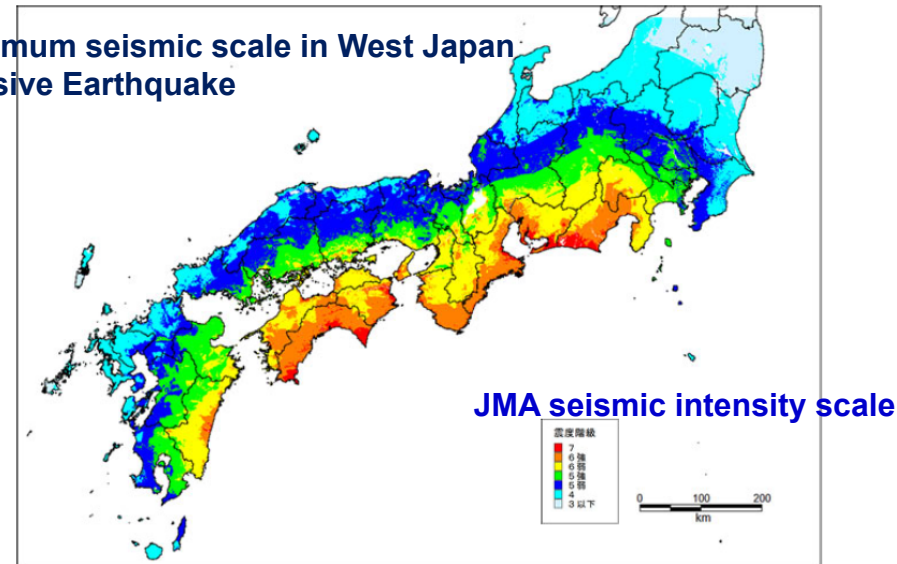 mum seismic scale in West Japan
sive Earthquake
JMA seismic intensity scale
震度階級
7
6強
6弱
5強
5弱
4
3以下
0 100 200
km